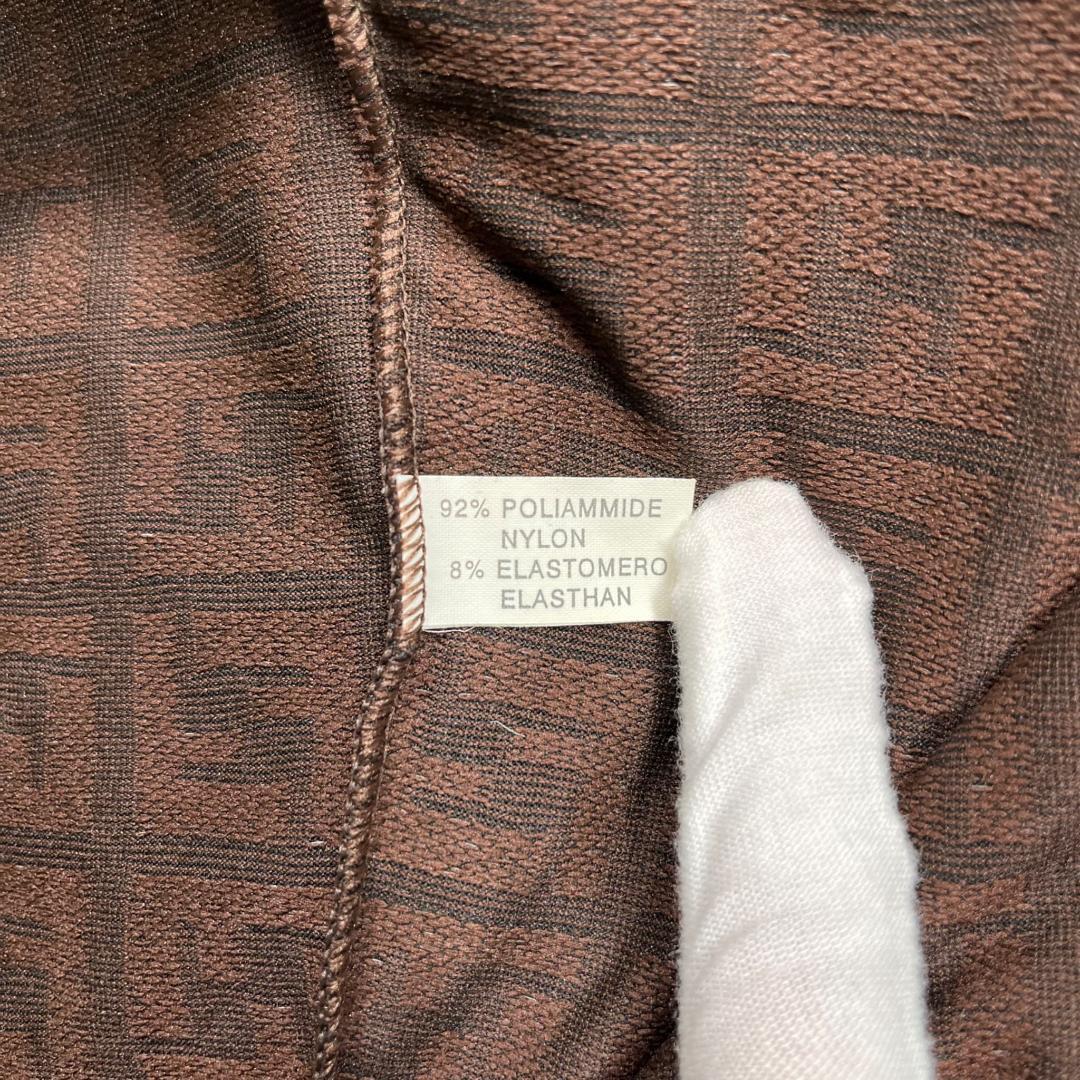 92% POLIAMMIDE
NYLON
8% ELASTOMERO
ELASTHAN